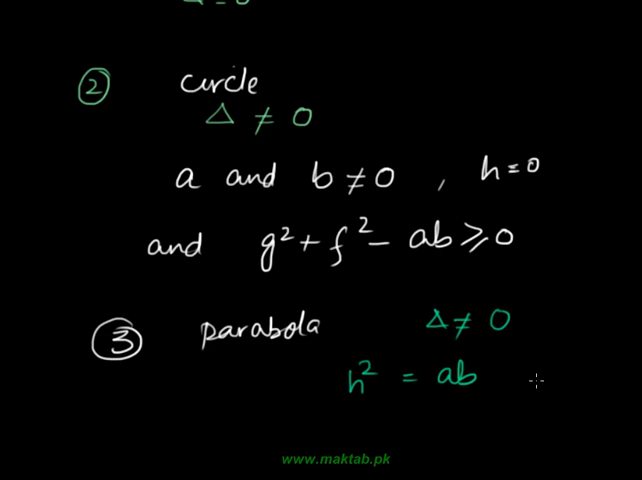 ② circle
Δ ≠ 0
a and b ≠ 0 , h = 0
and g² + f² - ab ⩾ 0
③ parabola Δ ≠ 0
h² = ab
www.maktab.pk